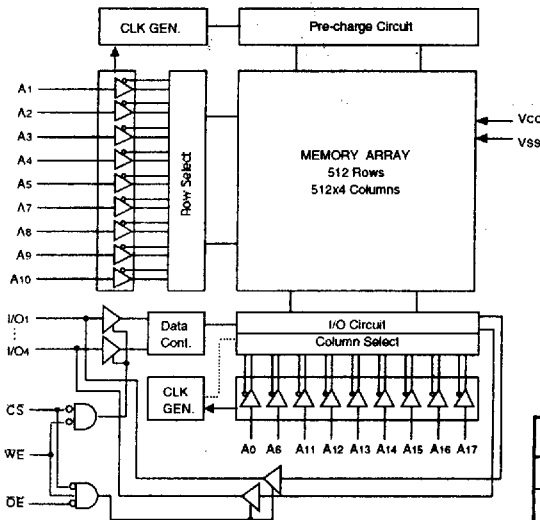 CLK GEN.
Pre-charge Circuit
A1
A2
A3
A4
A5
A7
A8
A9
A10
Row Select
MEMORY ARRAY
512 Rows
512x4 Columns
Vcc
Vss
I/O1
I/O4
Data
Cont.
I/O Circuit
Column Select
CLK
GEN.
A0 A6 A11 A12 A13 A14 A15 A16 A17
CS
WE
OE